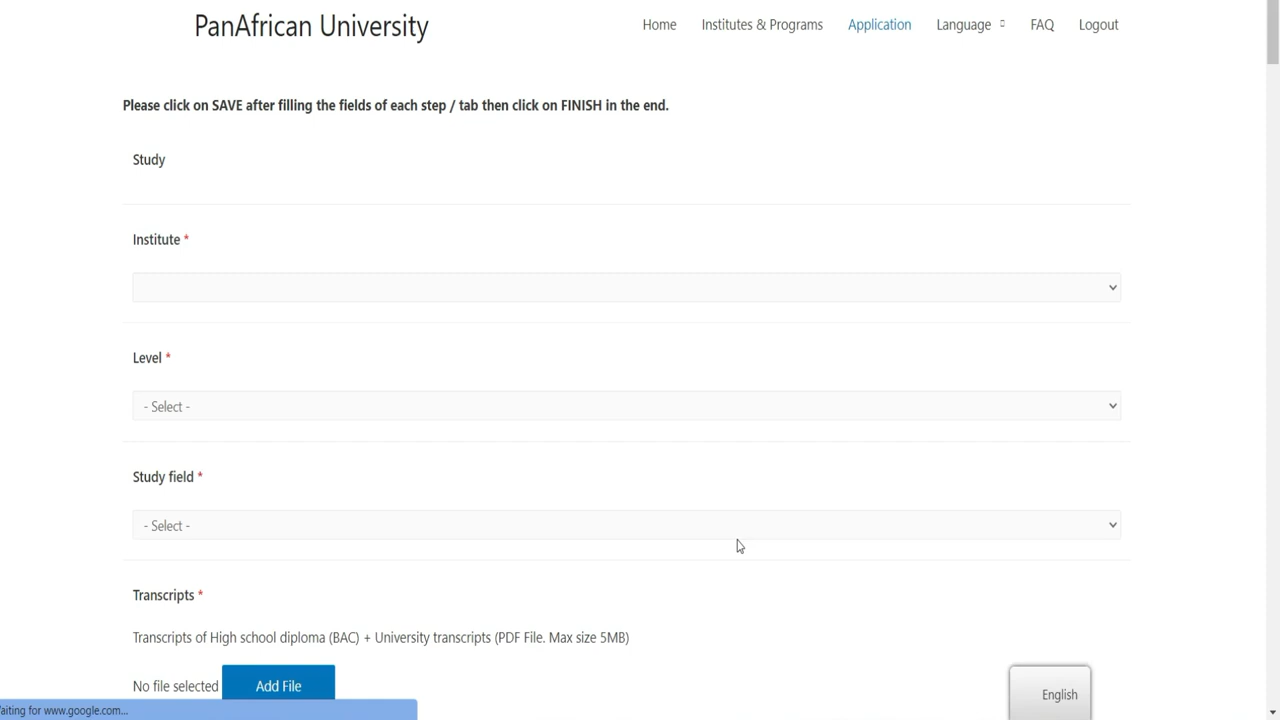 PanAfrican University
Home Institutes & Programs Application Language FAQ Logout
Please click on SAVE after filling the fields of each step / tab then click on FINISH in the end.
Study
Institute *
Level *
- Select -
Study field *
- Select -
Transcripts *
Transcripts of High school diploma (BAC) + University transcripts (PDF File. Max size 5MB)
No file selected Add File
English
for www.google.com...